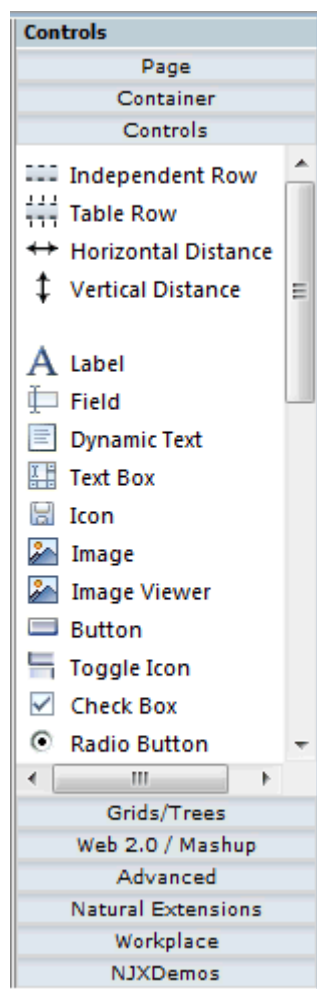 Controls
Page
Container
Controls
Independent Row
Table Row
Horizontal Distance
Vertical Distance
Label
Field
Dynamic Text
Text Box
Icon
Image
Image Viewer
Button
Toggle Icon
Check Box
Radio Button
Grids/Trees
Web 2.0 / Mashup
Advanced
Natural Extensions
Workplace
NJXDemos